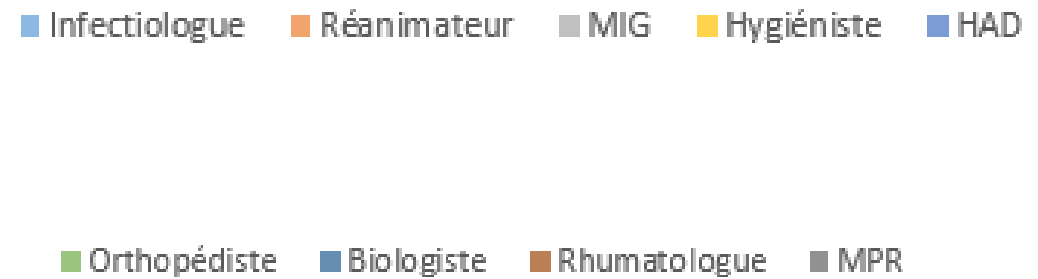 Infectiologue Réanimateur MIG Hygiéniste HAD
Orthopédiste Biologiste Rhumatologue MPR